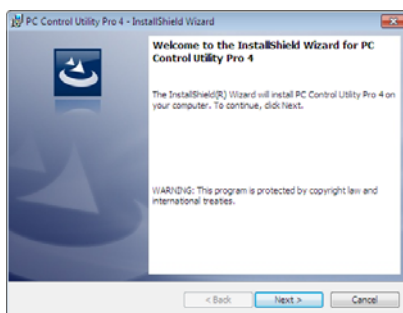 PC Control Utility Pro 4 - InstallShield Wizard
Welcome to the InstallShield Wizard for PC
Control Utility Pro 4
The InstallShield(R) Wizard will install PC Control Utility Pro 4 on
your computer. To continue, click Next.
WARNING: This program is protected by copyright law and
international treaties.
< Back
Next >
Cancel